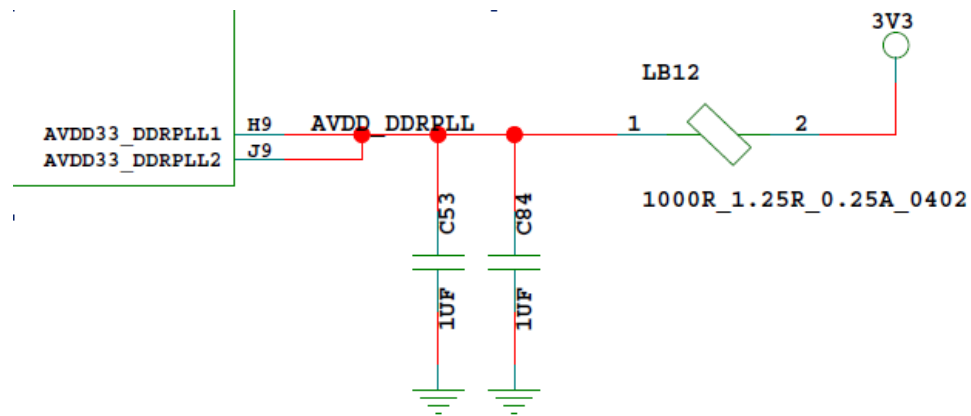 3V3
LB12
AVDD33_DDRPLL1 H9 AVDD_DDRPLL 1 2
AVDD33_DDRPLL2 J9
1000R_1.25R_0.25A_0402
C53 C84
1UF 1UF